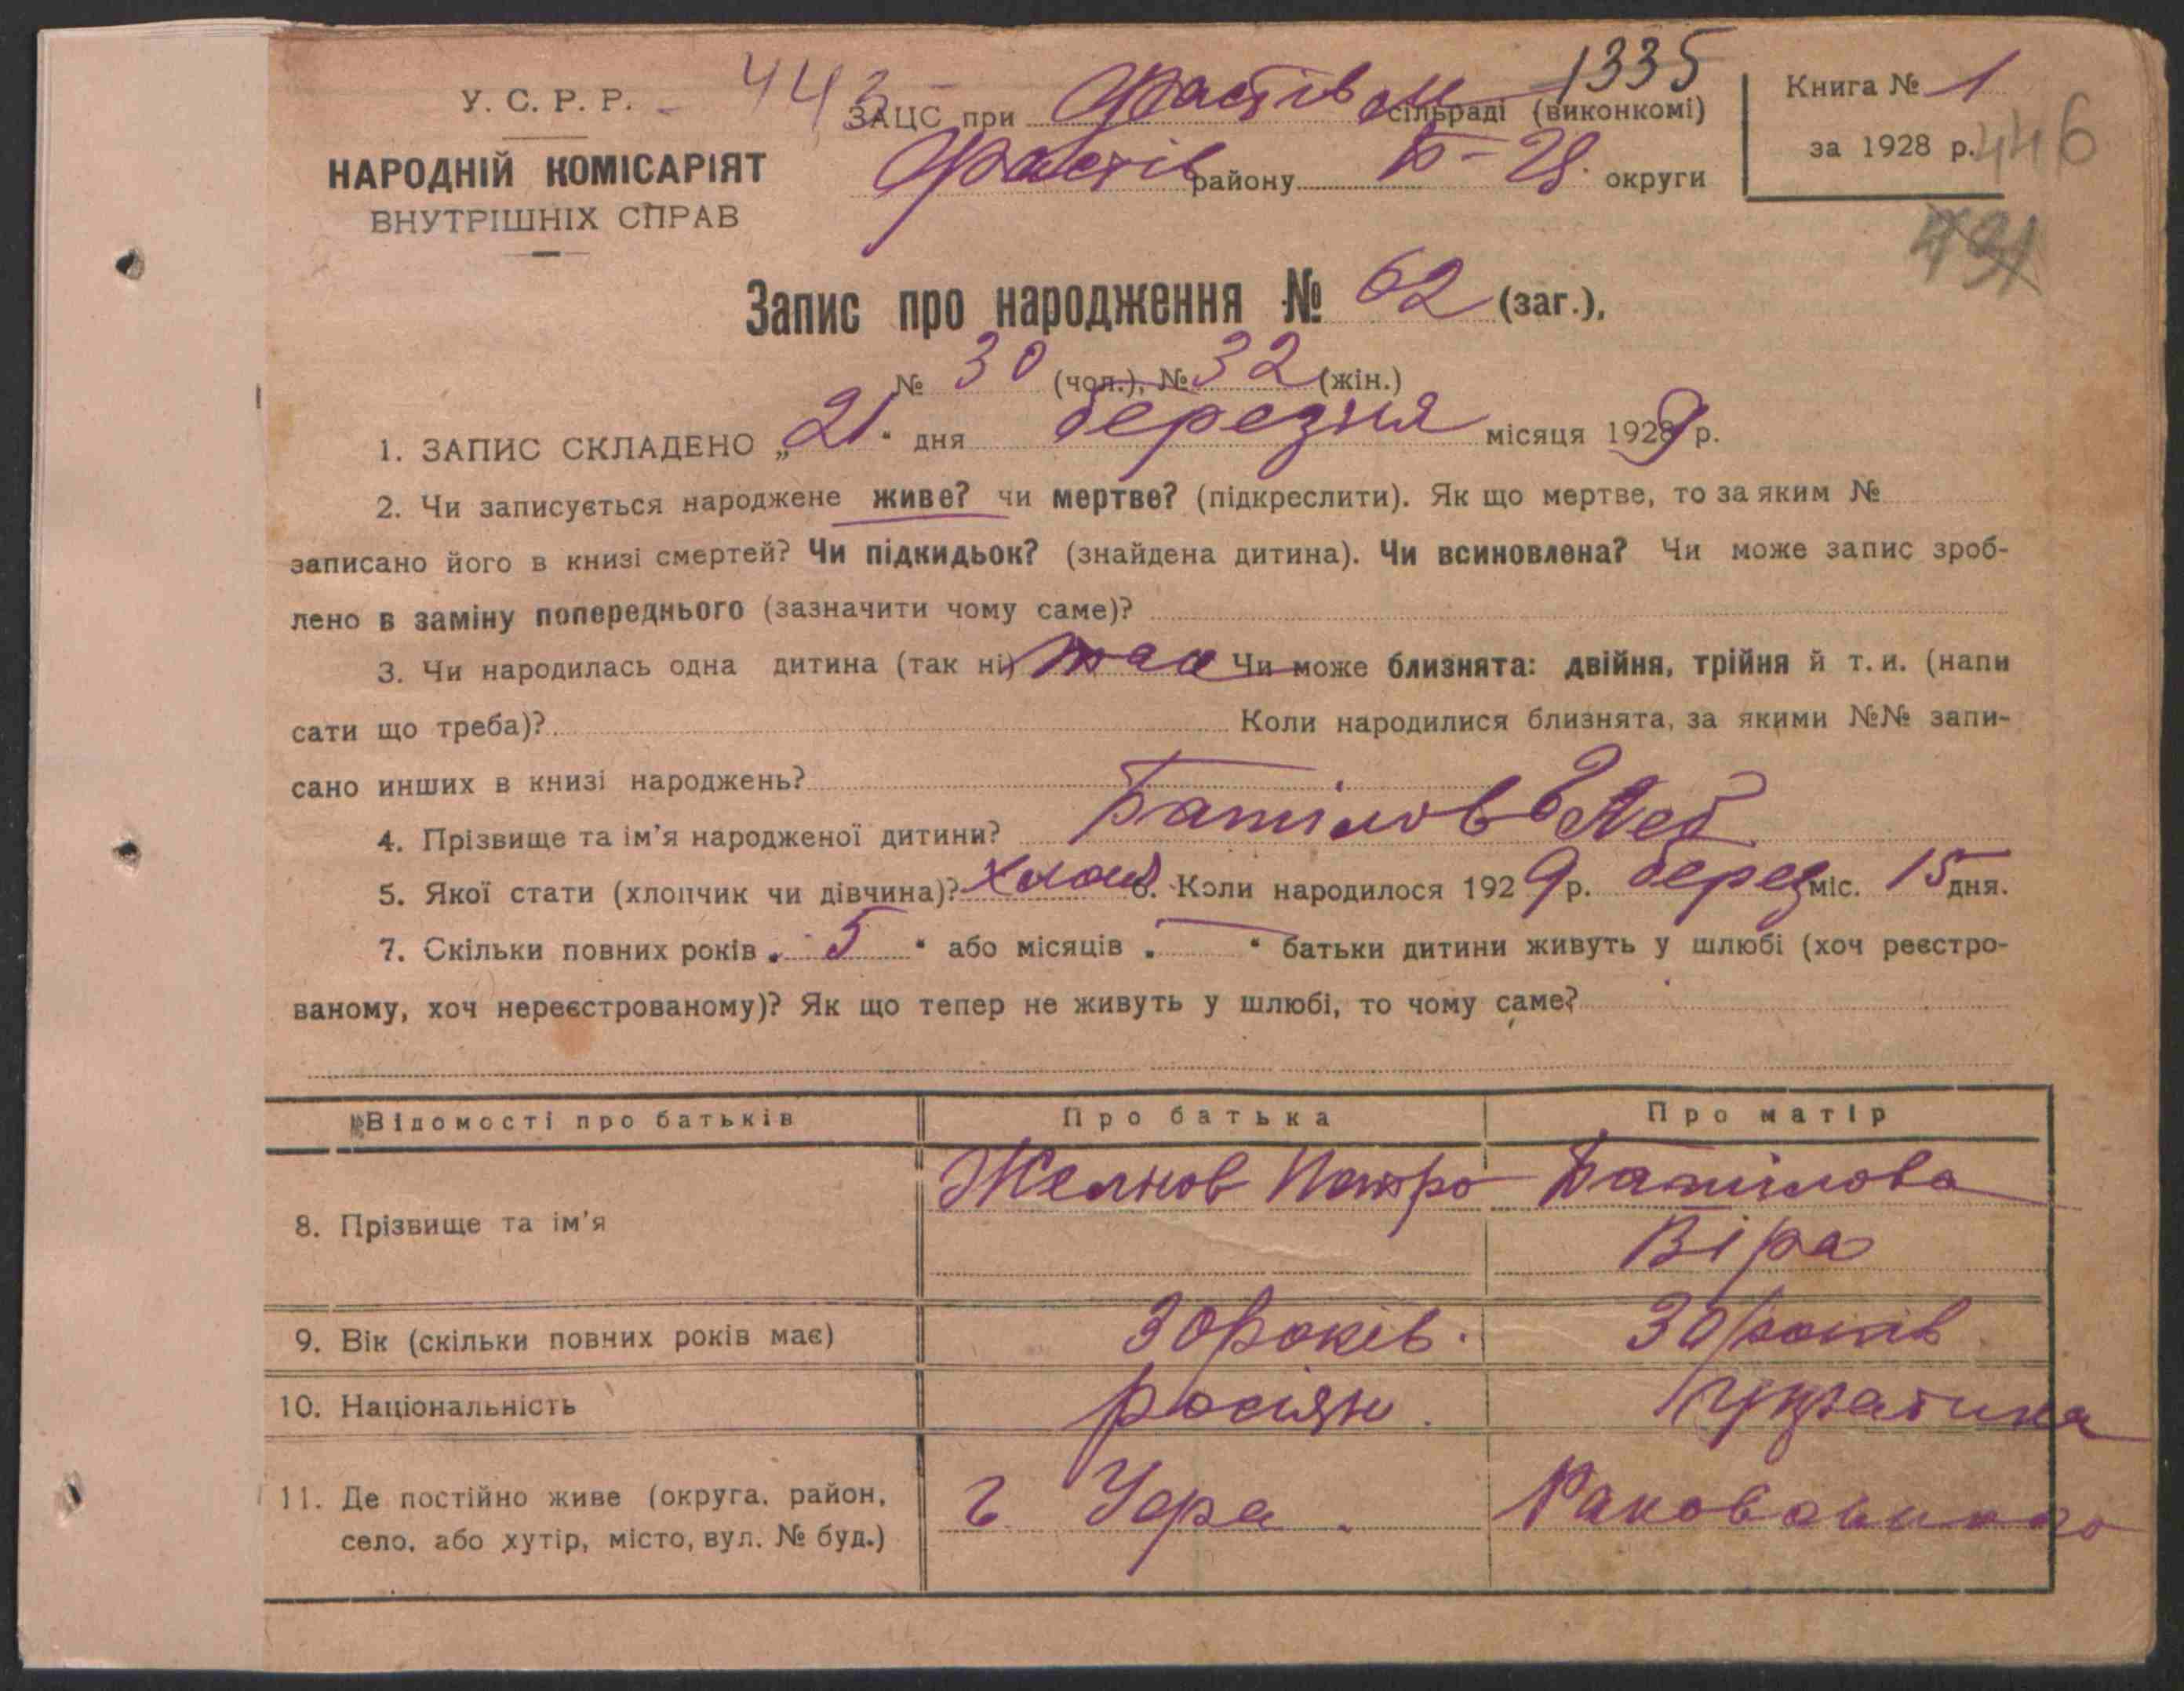 У. С. Р. Р. 443 1335
ЗАЦС при Фастів сільраді (виконкомі)
Фастів району Б-Ц. округи
Книга № 1
за 1928 р. 446
431
НАРОДНІЙ КОМІСАРІЯТ
ВНУТРІШНІХ СПРАВ
Запис про народження № 62 (заг.),
№ 30 (чол.), № 32 (жін.)
1. ЗАПИС СКЛАДЕНО „21“ дня березня місяця 1929 р.
2. Чи записується народжене живе? чи мертве? (підкреслити). Як що мертве, то за яким №
записано його в книзі смертей? Чи підкидьок? (знайдена дитина). Чи всиновлена? Чи може запис зроб-
лено в заміну попереднього (зазначити чому саме)?
3. Чи народилась одна дитина (так ні) так Чи може близнята: двійня, трійня й т. и. (напи
сати що треба)? Коли народилися близнята, за якими №№ запи-
сано инших в книзі народжень?
4. Прізвище та ім'я народженої дитини? Батілов
5. Якої стати (хлопчик чи дівчина)? хлоп 6. Коли народилося 1929 р. берез міс. 15 дня.
7. Скільки повних років „5“ або місяців „—“ батьки дитини живуть у шлюбі (хоч реєстро-
ваному, хоч нереєстрованому)? Як що тепер не живуть у шлюбі, то чому саме?
Відомості про батьків Про батька Про матір
8. Прізвище та ім'я Желнов Петро Батілова
Віра
9. Вік (скільки повних років має) 30 років. 30 років
10. Національність росіян.
11. Де постійно живе (округа, район, г.
село, або хутір, місто, вул. № буд.)